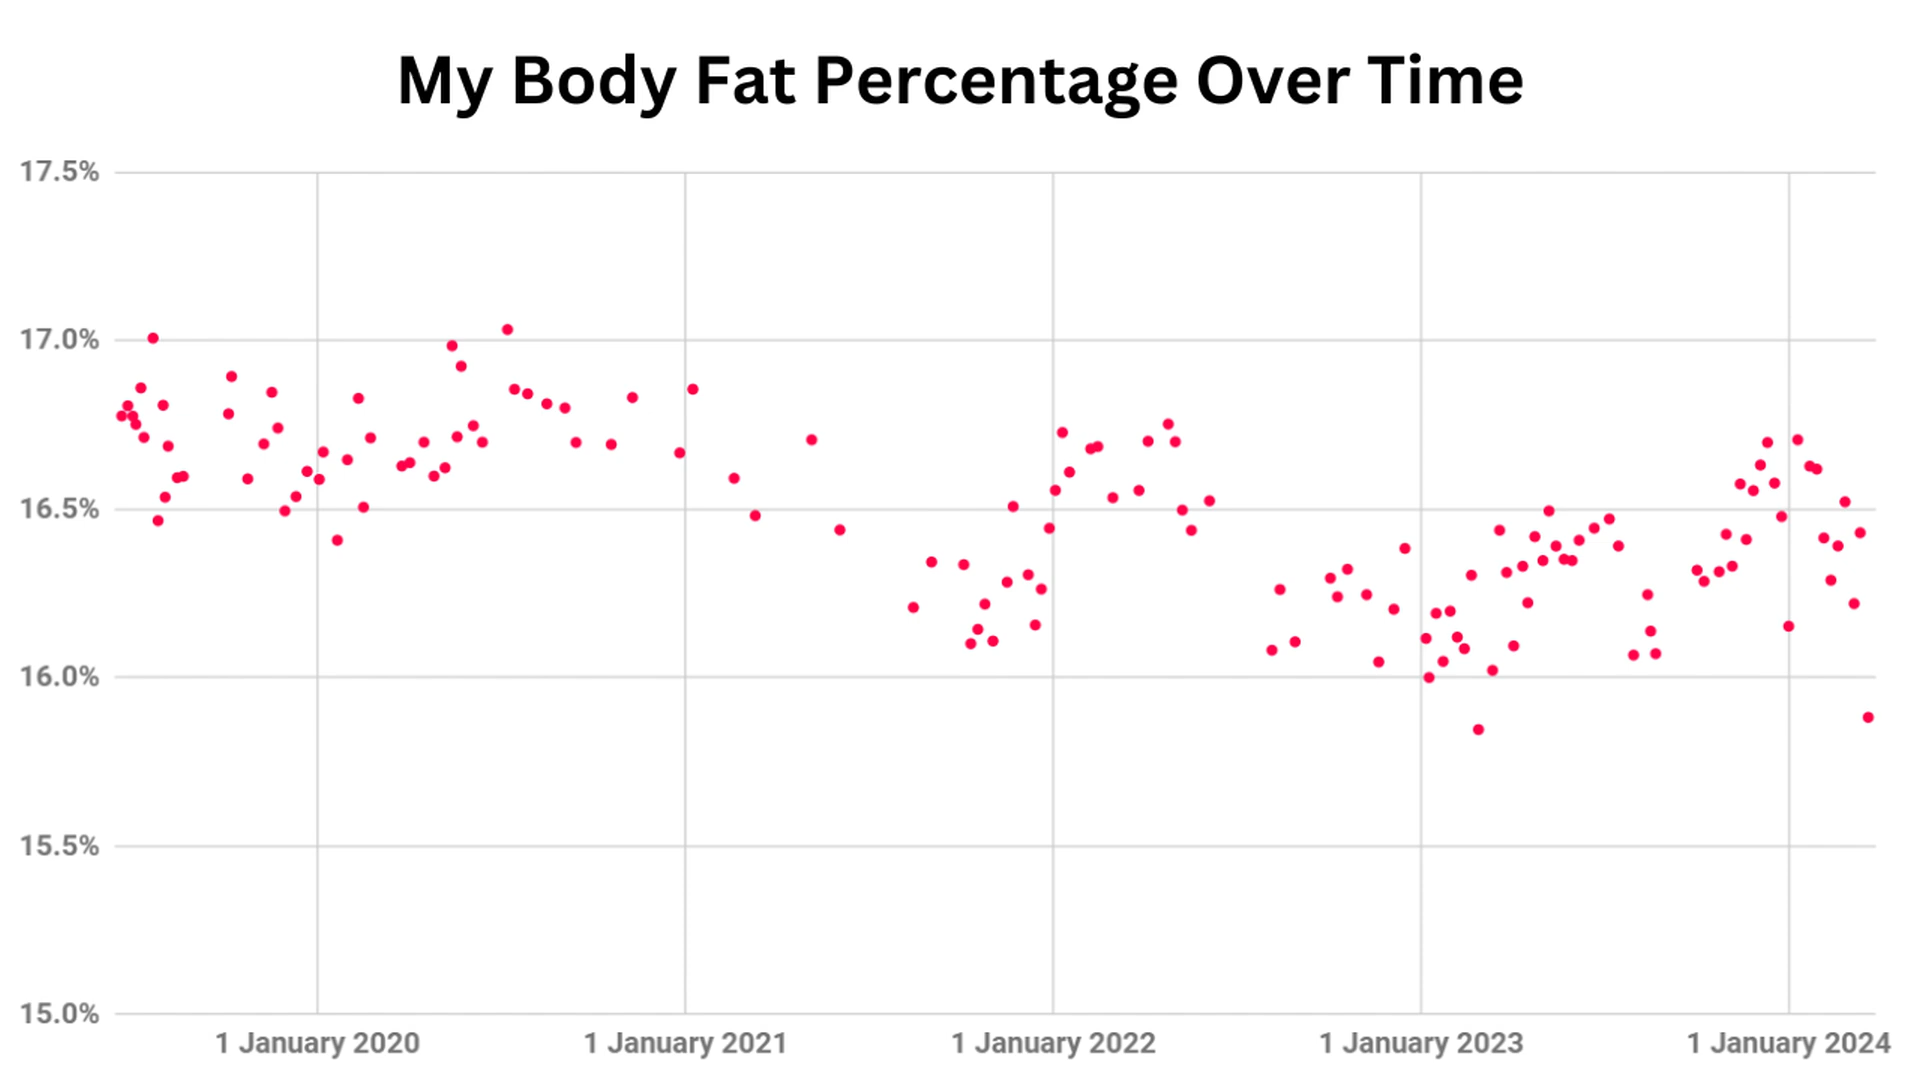 My Body Fat Percentage Over Time
17.5%
17.0%
16.5%
16.0%
15.5%
15.0%
1 January 2020
1 January 2021
1 January 2022
1 January 2023
1 January 2024